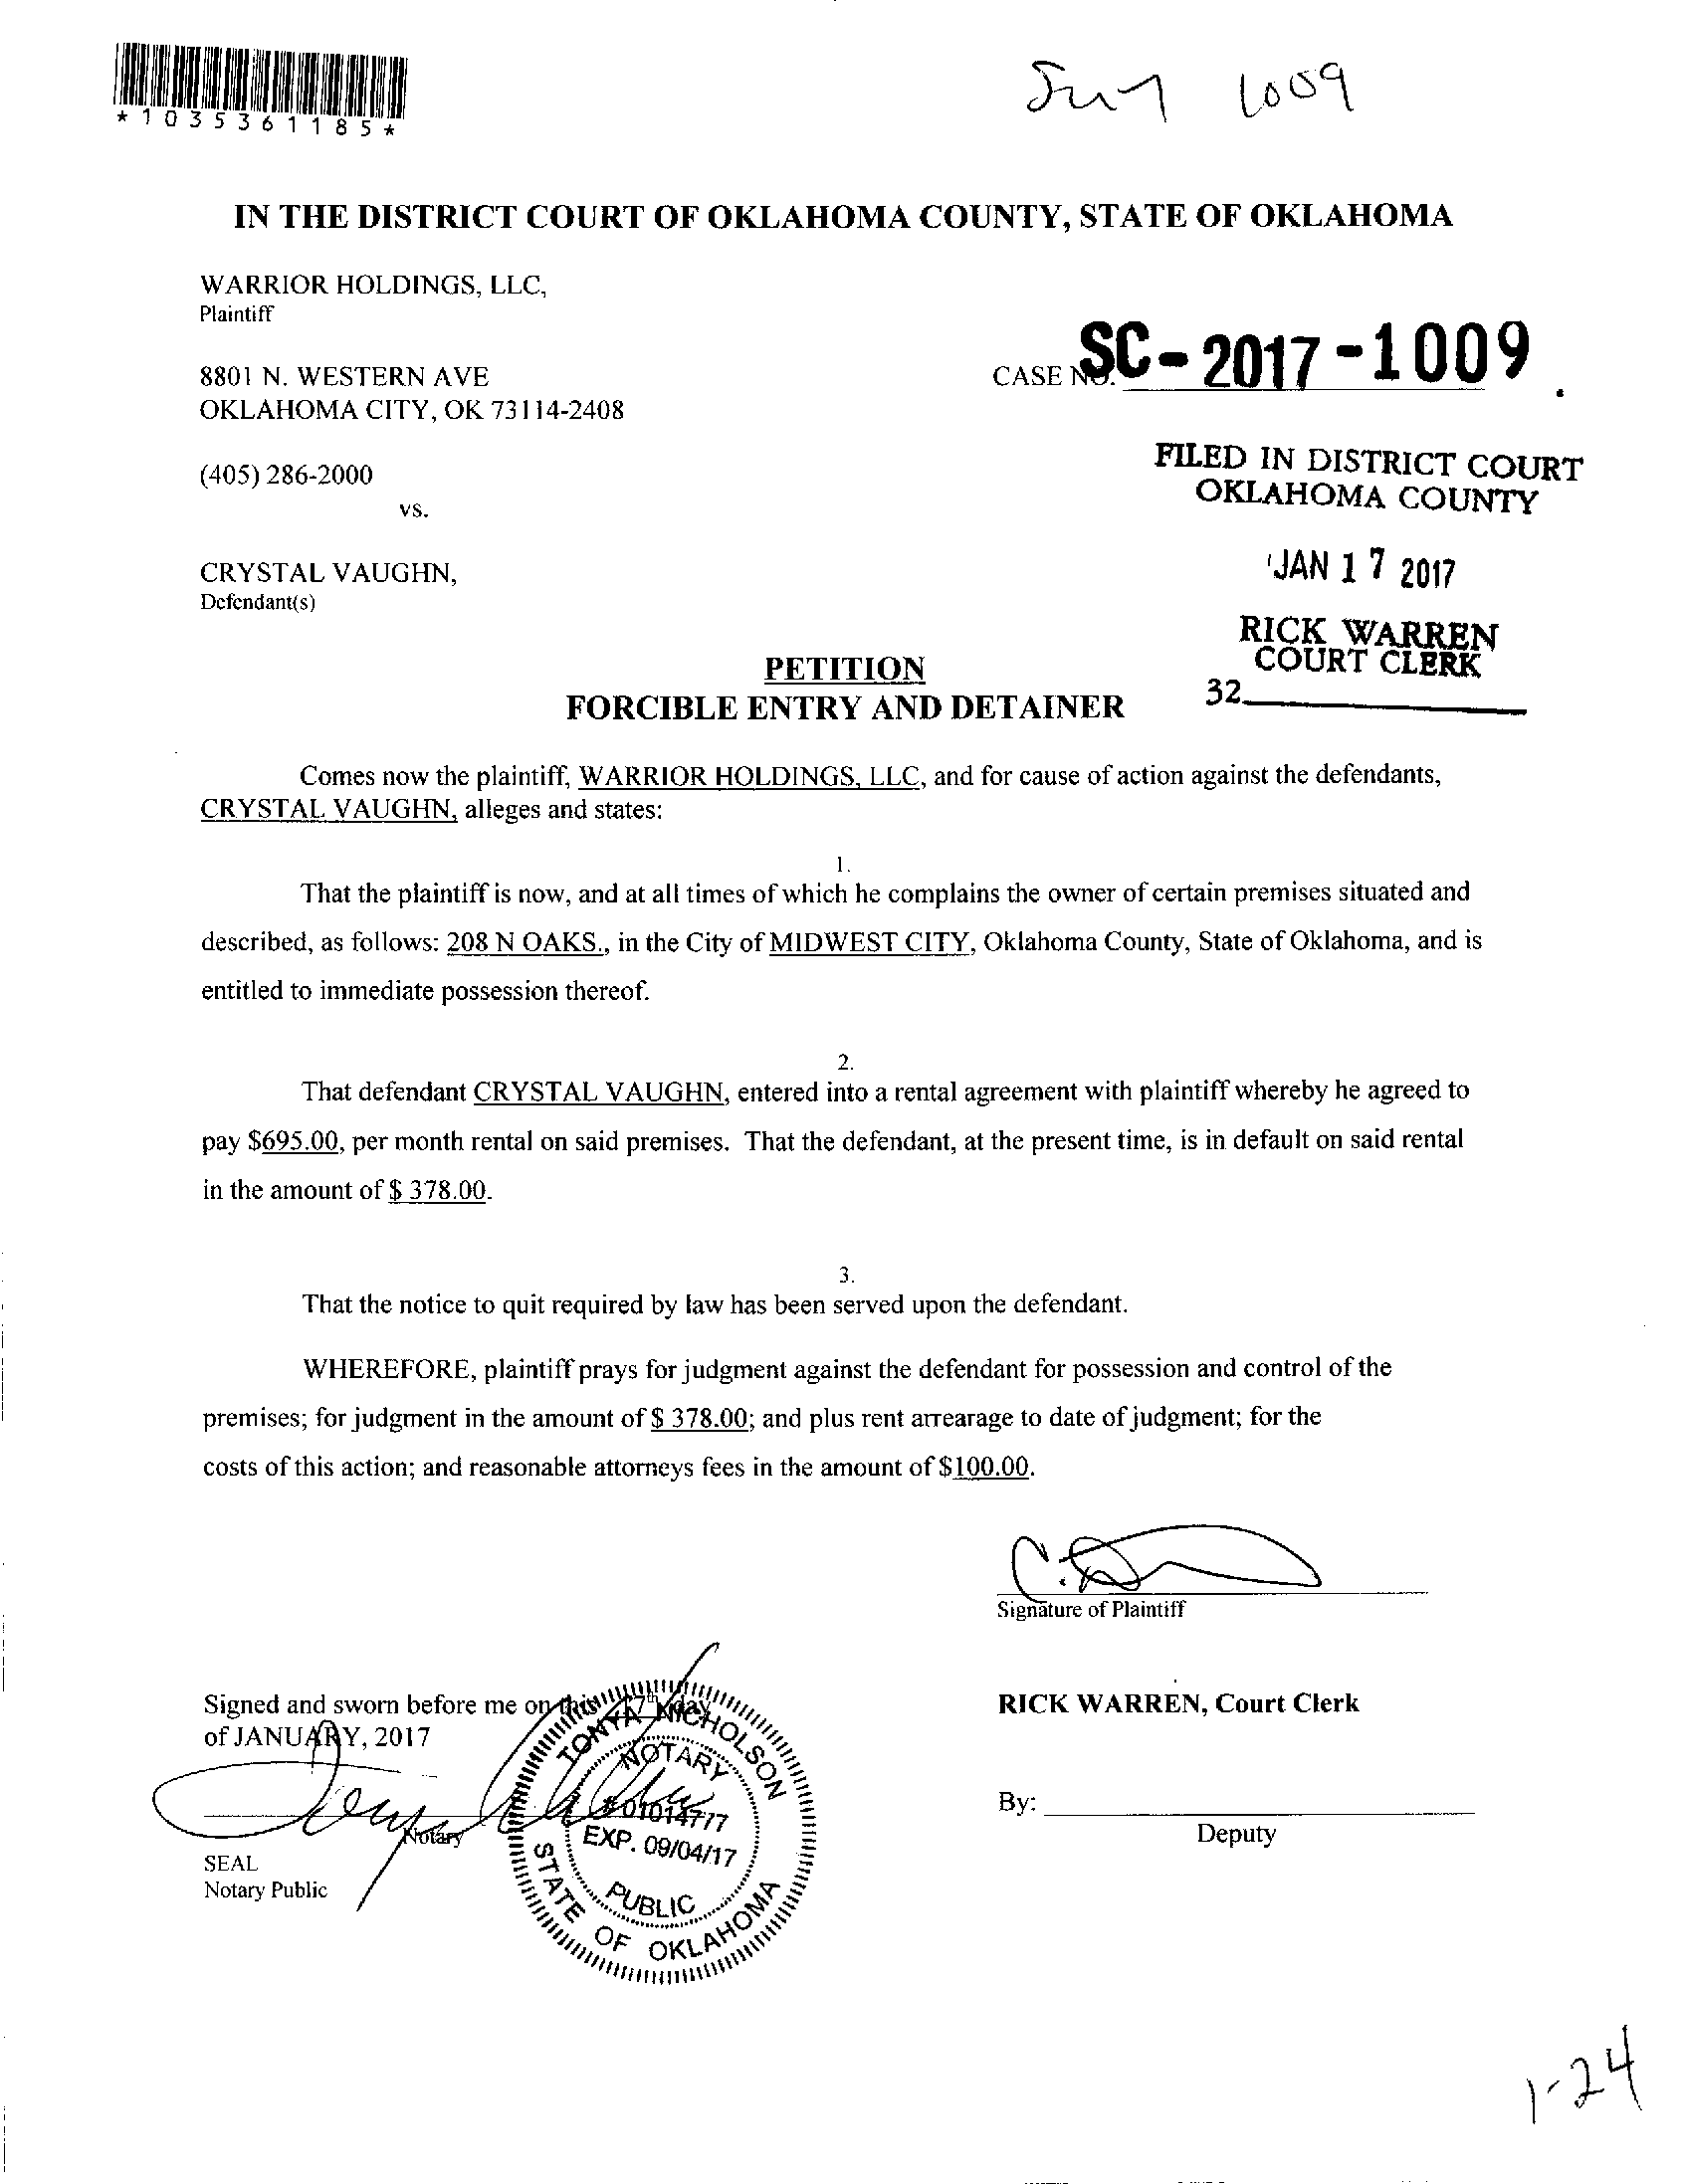 *1035361185*
1009
IN THE DISTRICT COURT OF OKLAHOMA COUNTY, STATE OF OKLAHOMA
WARRIOR HOLDINGS, LLC,
Plaintiff
8801 N. WESTERN AVE
OKLAHOMA CITY, OK 73114-2408
CASE NO. SC-2017-1009.
(405) 286-2000
vs.
FILED IN DISTRICT COURT
OKLAHOMA COUNTY
JAN 17 2017
CRYSTAL VAUGHN,
Defendant(s)
RICK WARREN
COURT CLERK
32
PETITION
FORCIBLE ENTRY AND DETAINER
Comes now the plaintiff, WARRIOR HOLDINGS, LLC, and for cause of action against the defendants,
CRYSTAL VAUGHN, alleges and states:
1.
That the plaintiff is now, and at all times of which he complains the owner of certain premises situated and
described, as follows: 208 N OAKS., in the City of MIDWEST CITY, Oklahoma County, State of Oklahoma, and is
entitled to immediate possession thereof.
2.
That defendant CRYSTAL VAUGHN, entered into a rental agreement with plaintiff whereby he agreed to
pay $695.00, per month rental on said premises. That the defendant, at the present time, is in default on said rental
in the amount of $ 378.00.
3.
That the notice to quit required by law has been served upon the defendant.
WHEREFORE, plaintiff prays for judgment against the defendant for possession and control of the
premises; for judgment in the amount of $ 378.00; and plus rent arrearage to date of judgment; for the
costs of this action; and reasonable attorneys fees in the amount of $100.00.
Signature of Plaintiff
Signed and sworn before me on this 17th day
of JANUARY, 2017
RICK WARREN, Court Clerk
By:
Deputy
Notary
SEAL
Notary Public
TONYA NICHOLSON
NOTARY
# 01014777
EXP. 09/04/17
PUBLIC
STATE OF OKLAHOMA
1-24